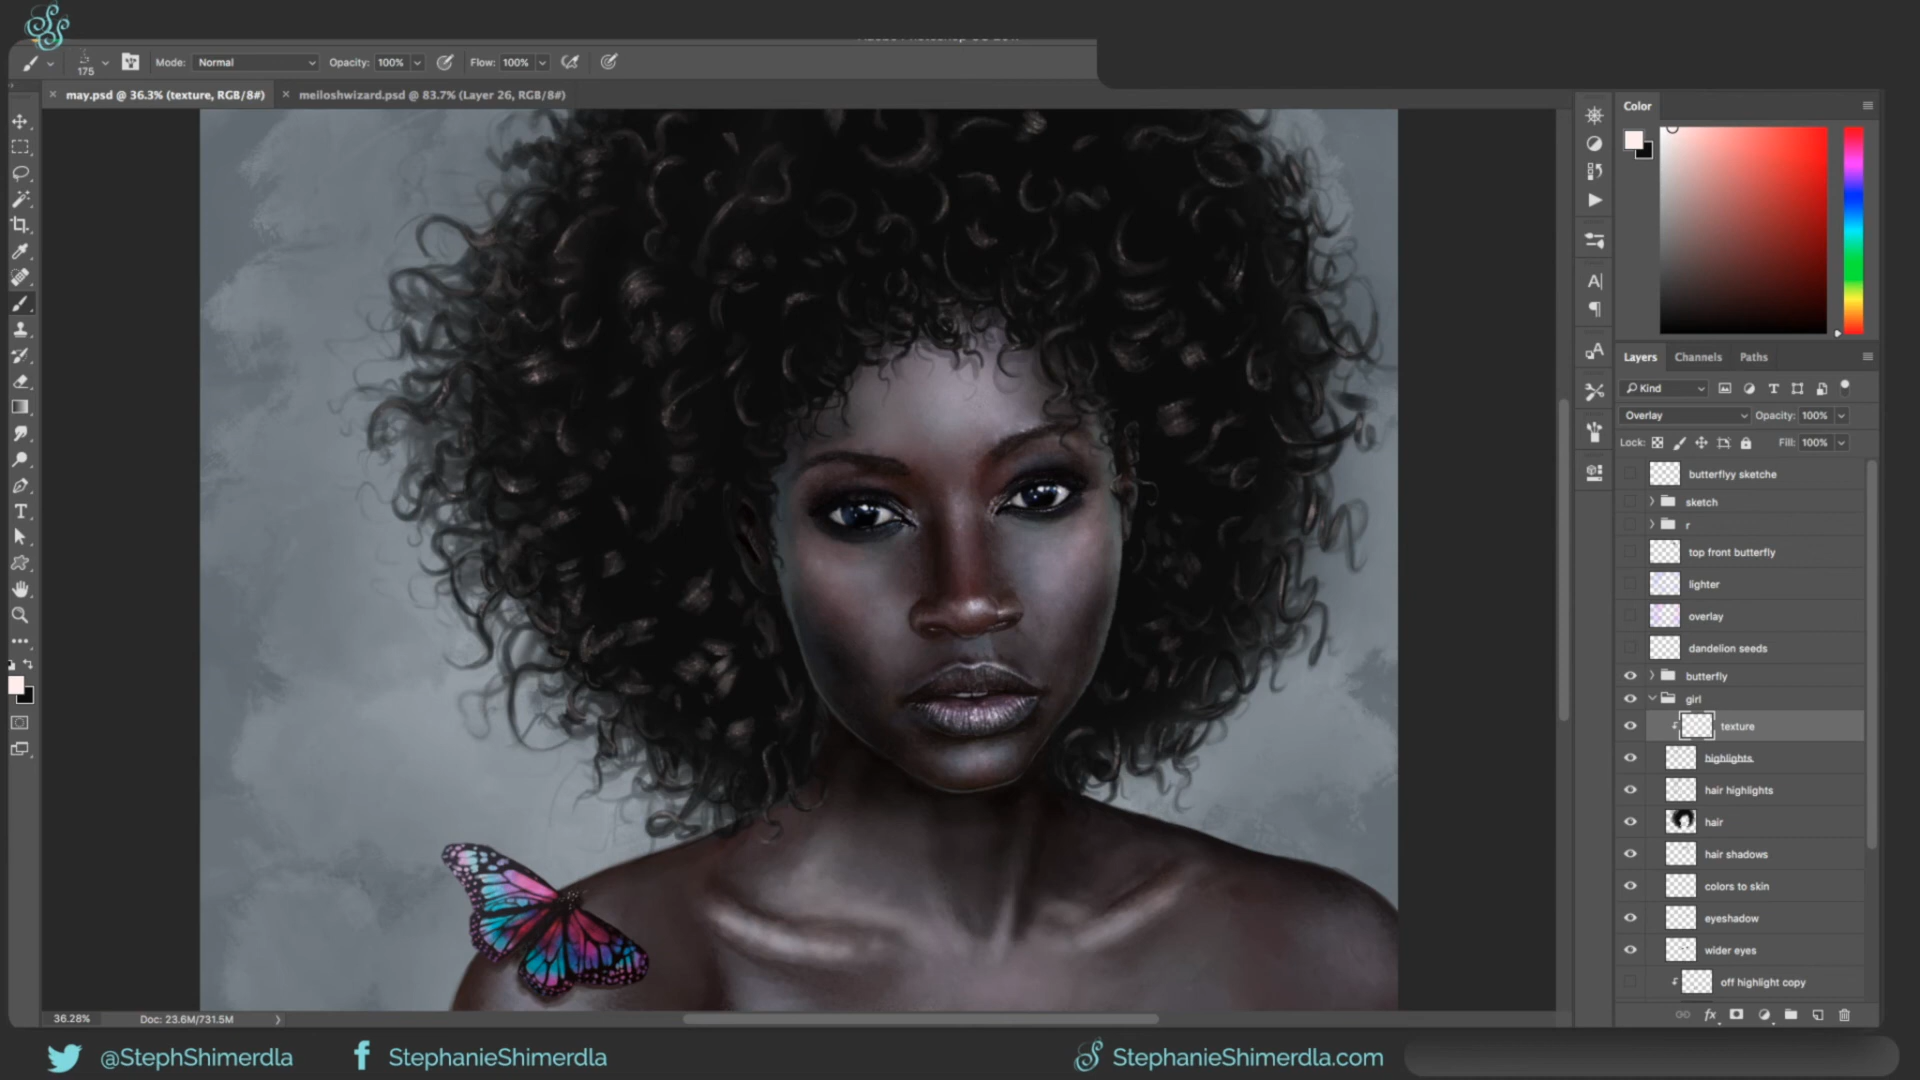 175
Mode: Normal
Opacity: 100%
Flow: 100%
may.psd @ 36.3% (texture, RGB/8#)
meiloshwizard.psd @ 83.7% (Layer 26, RGB/8#)
Color
Layers
Channels
Paths
Kind
Overlay
Opacity: 100%
Lock:
Fill: 100%
butterflyy sketche
sketch
r
top front butterfly
lighter
overlay
dandelion seeds
butterfly
girl
texture
highlights
hair highlights
hair
hair shadows
colors to skin
eyeshadow
wider eyes
off highlight copy
fx
36.28%
Doc: 23.6M/731.5M
@StephShimerdla
StephanieShimerdla
StephanieShimerdla.com